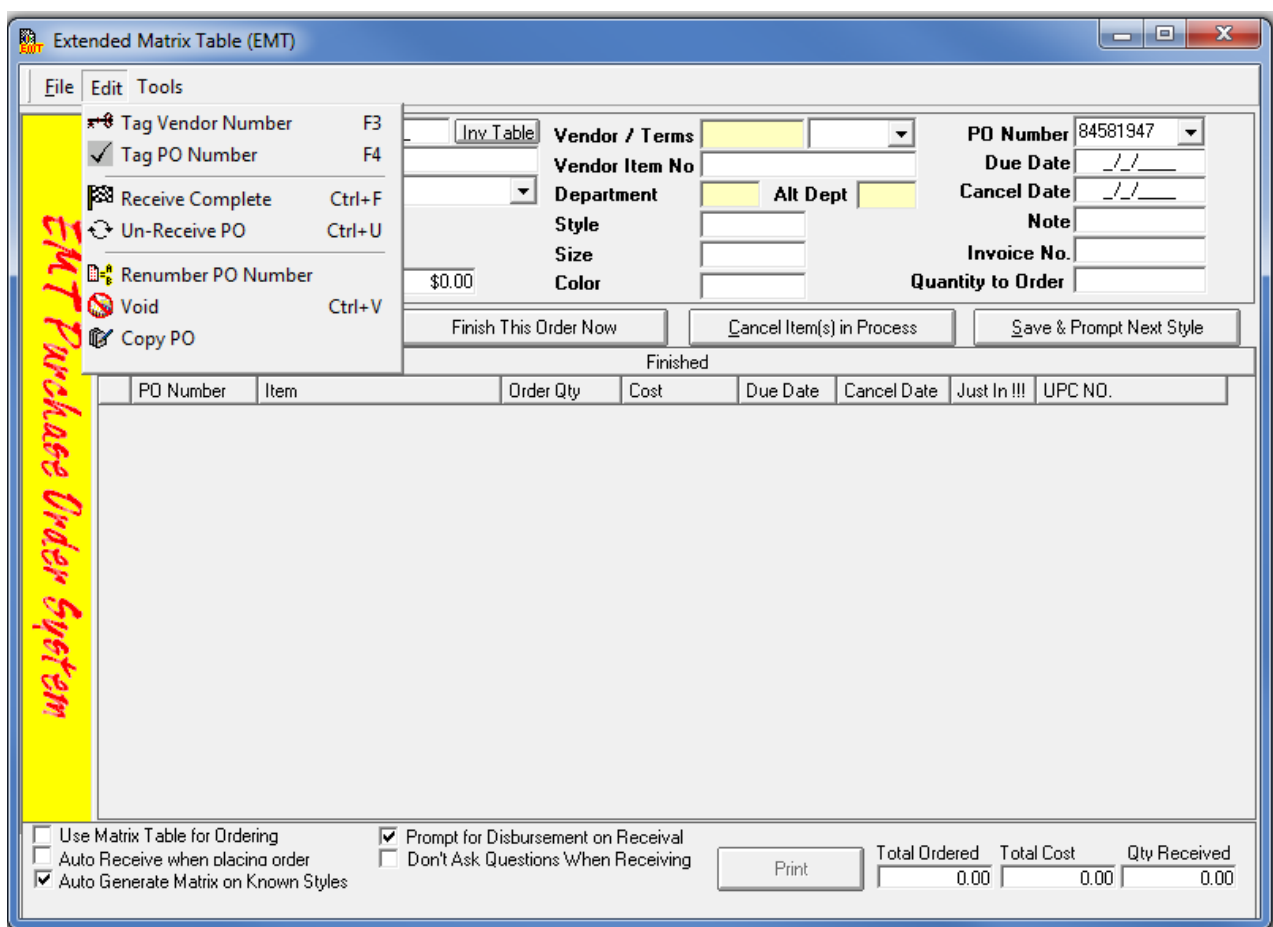 Extended Matrix Table (EMT)
File Edit Tools
Tag Vendor Number F3
Tag PO Number F4
Receive Complete Ctrl+F
Un-Receive PO Ctrl+U
Renumber PO Number
Void Ctrl+V
Copy PO
Inv Table
$0.00
Vendor / Terms
Vendor Item No
Department Alt Dept
Style
Size
Color
PO Number 84581947
Due Date _/_/___
Cancel Date _/_/___
Note
Invoice No.
Quantity to Order
Finish This Order Now Cancel Item(s) in Process Save & Prompt Next Style
Finished
PO Number Item Order Qty Cost Due Date Cancel Date Just In !!! UPC NO.
EMT Purchase Order System
Use Matrix Table for Ordering
Auto Receive when placing order
Auto Generate Matrix on Known Styles
Prompt for Disbursement on Receival
Don't Ask Questions When Receiving
Print
Total Ordered Total Cost Qty Received
0.00 0.00 0.00